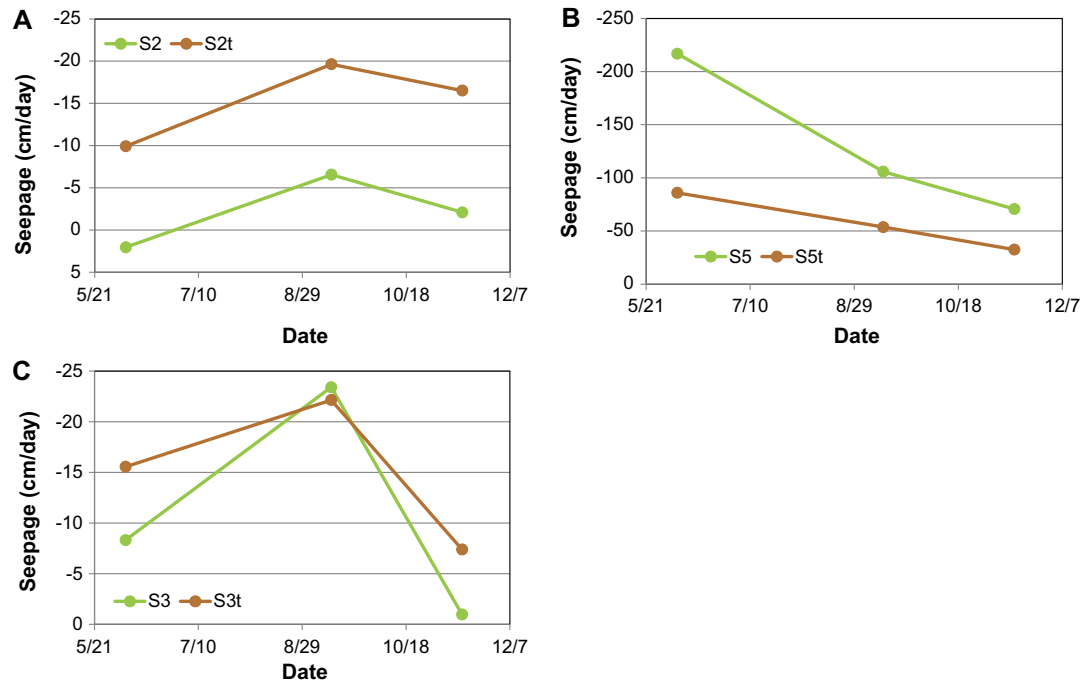 A
Seepage (cm/day)
-25
-20
-15
-10
-5
0
5
S2 S2t
5/21 7/10 8/29 10/18 12/7
Date
B
Seepage (cm/day)
-250
-200
-150
-100
-50
0
S5 S5t
5/21 7/10 8/29 10/18 12/7
Date
C
Seepage (cm/day)
-25
-20
-15
-10
-5
0
S3 S3t
5/21 7/10 8/29 10/18 12/7
Date